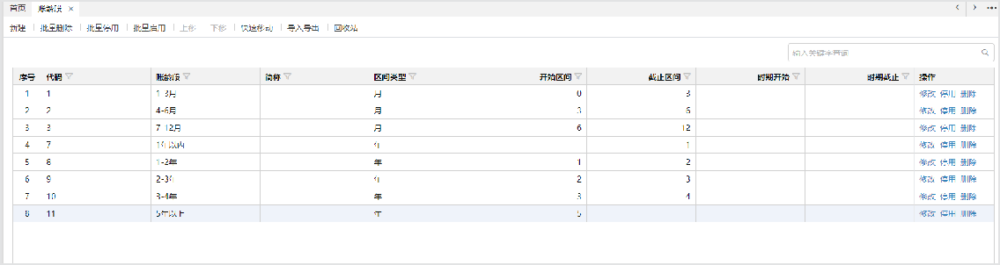 首页 账龄段 ×
新建 批量删除 批量停用 批量启用 上移 下移 快速移动 导入导出 回收站
输入关键字查询
序号 代码 账龄段 简称 区间类型 开始区间 截止区间 时期开始 时期截止 操作
1 1 1-3月 月 0 3 修改 停用 删除
2 2 4-6月 月 3 6 修改 停用 删除
3 3 7-12月 月 6 12 修改 停用 删除
4 7 1年以内 年 1 修改 停用 删除
5 8 1-2年 年 1 2 修改 停用 删除
6 9 2-3年 年 2 3 修改 停用 删除
7 10 3-4年 年 3 4 修改 停用 删除
8 11 5年以上 年 5 修改 停用 删除